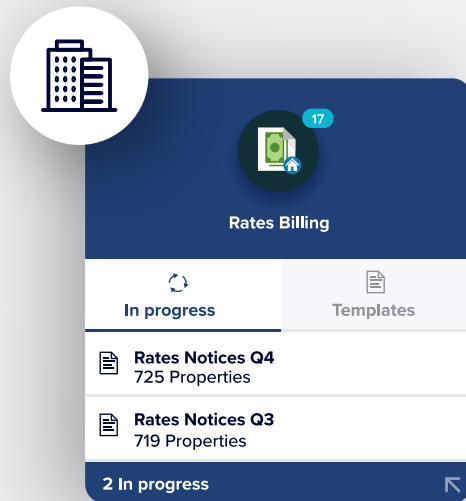 17
Rates Billing
In progress
Templates
Rates Notices Q4
725 Properties
Rates Notices Q3
719 Properties
2 In progress